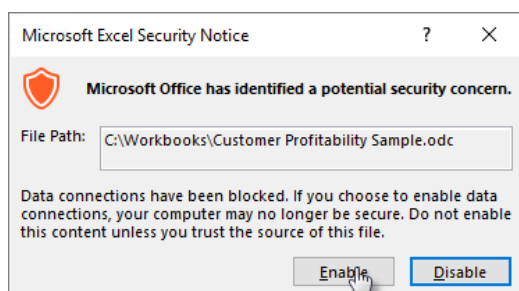 Microsoft Excel Security Notice ? ×
Microsoft Office has identified a potential security concern.
File Path: C:\Workbooks\Customer Profitability Sample.odc
Data connections have been blocked. If you choose to enable data
connections, your computer may no longer be secure. Do not enable
this content unless you trust the source of this file.
Enable Disable